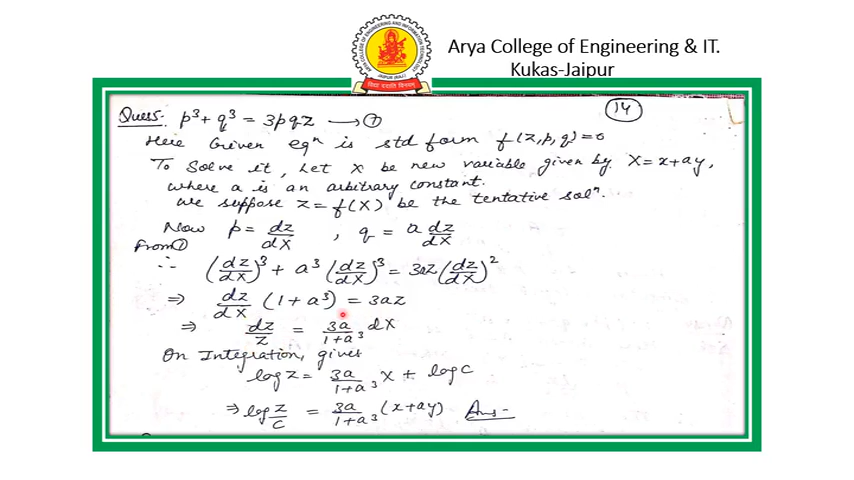 Arya College of Engineering & IT.
Kukas-Jaipur
14
Ques: p³ + q³ = 3pqz → ①
Here Given eqⁿ is std form f(z,p,q)=0
To Solve it, Let X be new variable given by X = x+ay,
where a is an arbitrary constant.
We suppose z = f(X) be the tentative solⁿ.
Now p = dz/dX , q = a dz/dX
From ①
∴ (dz/dX)³ + a³ (dz/dX)³ = 3az (dz/dX)²
⇒ dz/dX (1 + a³) = 3az
⇒ dz/z = 3a/1+a³ dX
On Integration, gives
log z = 3a/1+a³ X + log c
⇒ log z/c = 3a/1+a³ (x+ay) Ans-